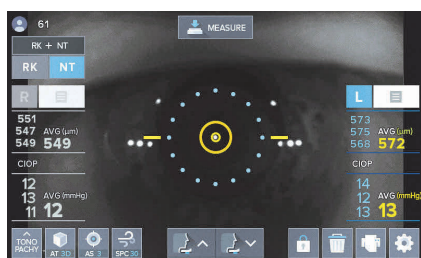 61
MEASURE
RK + NT
RK NT
R
L
551
547 AVG (μm)
549 549
573
575 AVG (μm)
568 572
CIOP
CIOP
12
13 AVG (mmHg)
11 12
14
12 AVG (mmHg)
13 13
TONO
PACHY
AT 3D
AS 3
SPC 30